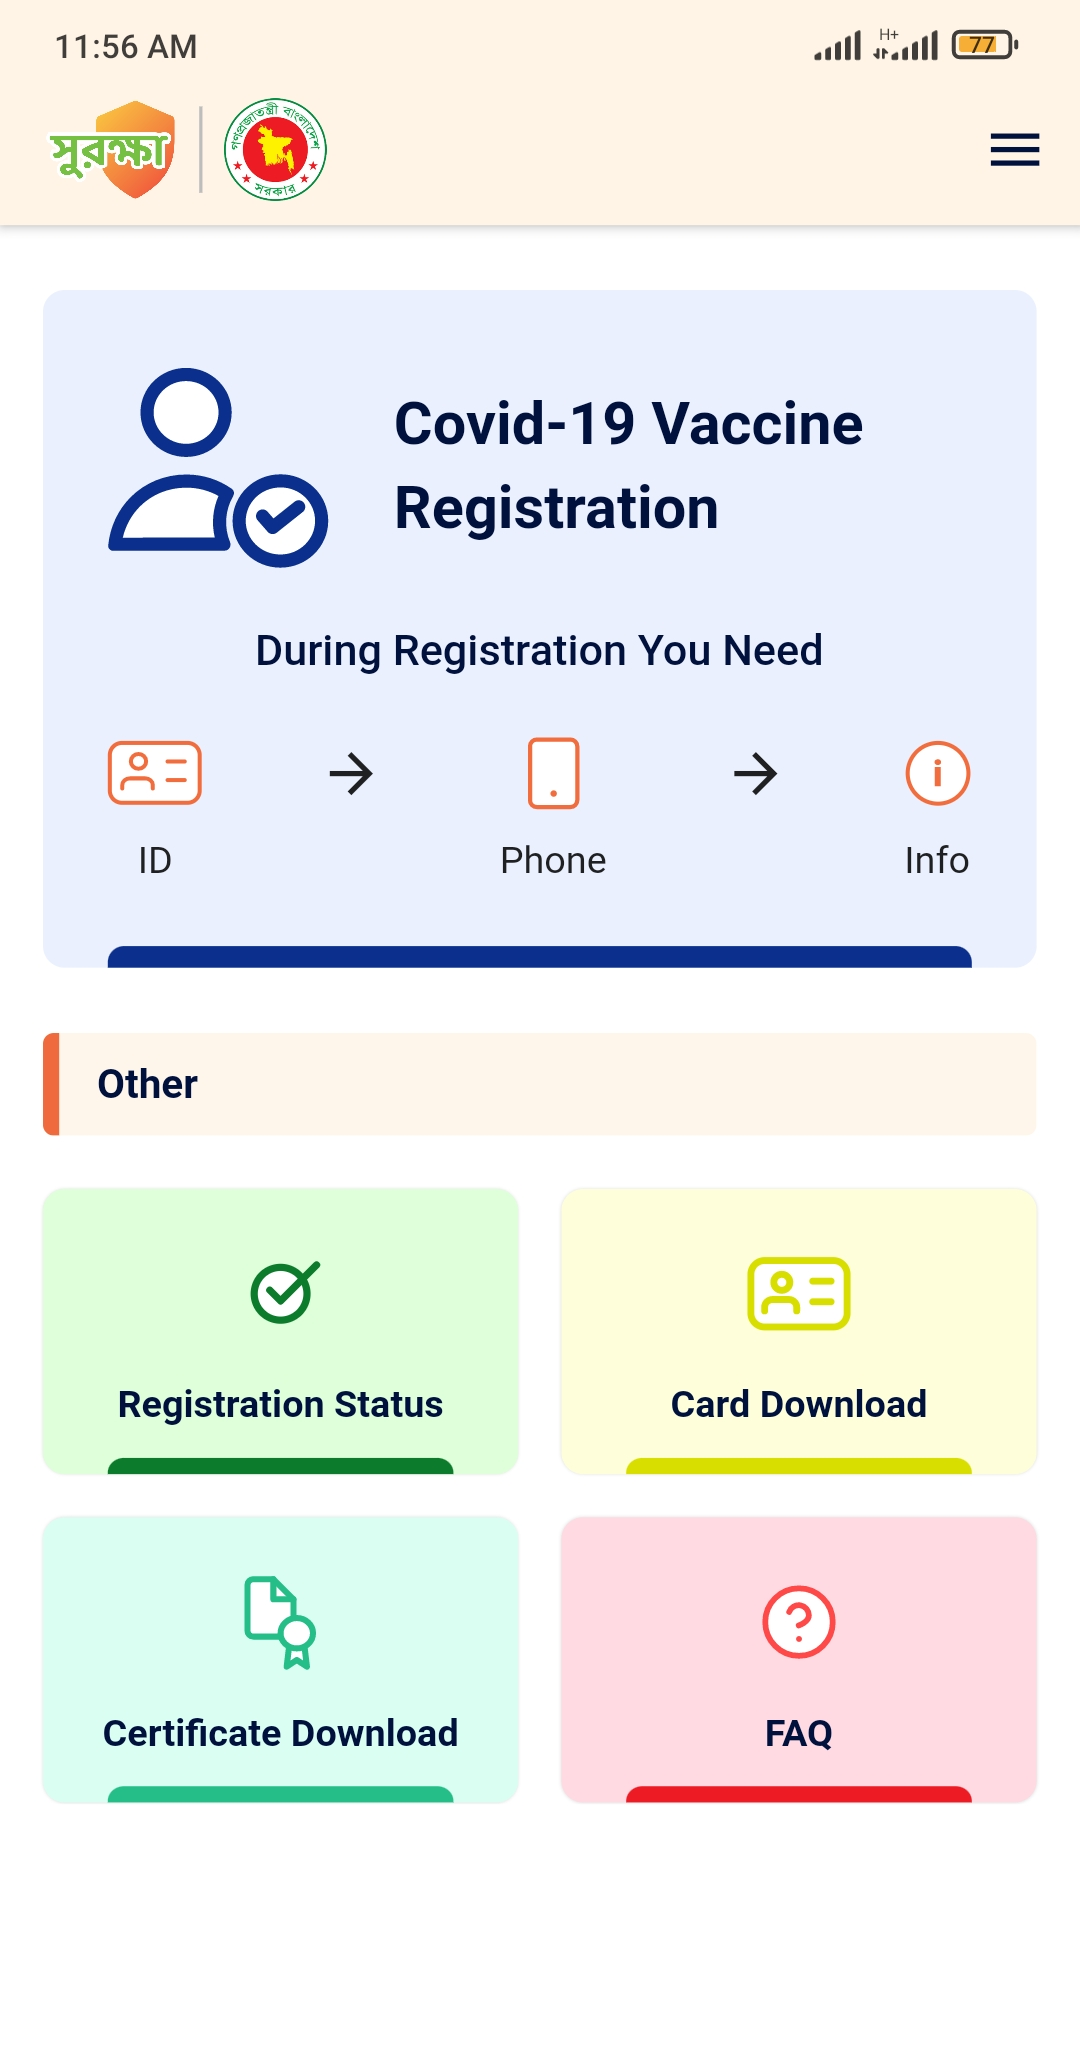 11:56 AM
H+
77
সুরক্ষা
গণপ্রজাতন্ত্রী বাংলাদেশ
সরকার
Covid-19 Vaccine
Registration
During Registration You Need
ID
Phone
Info
Other
Registration Status
Card Download
Certificate Download
FAQ